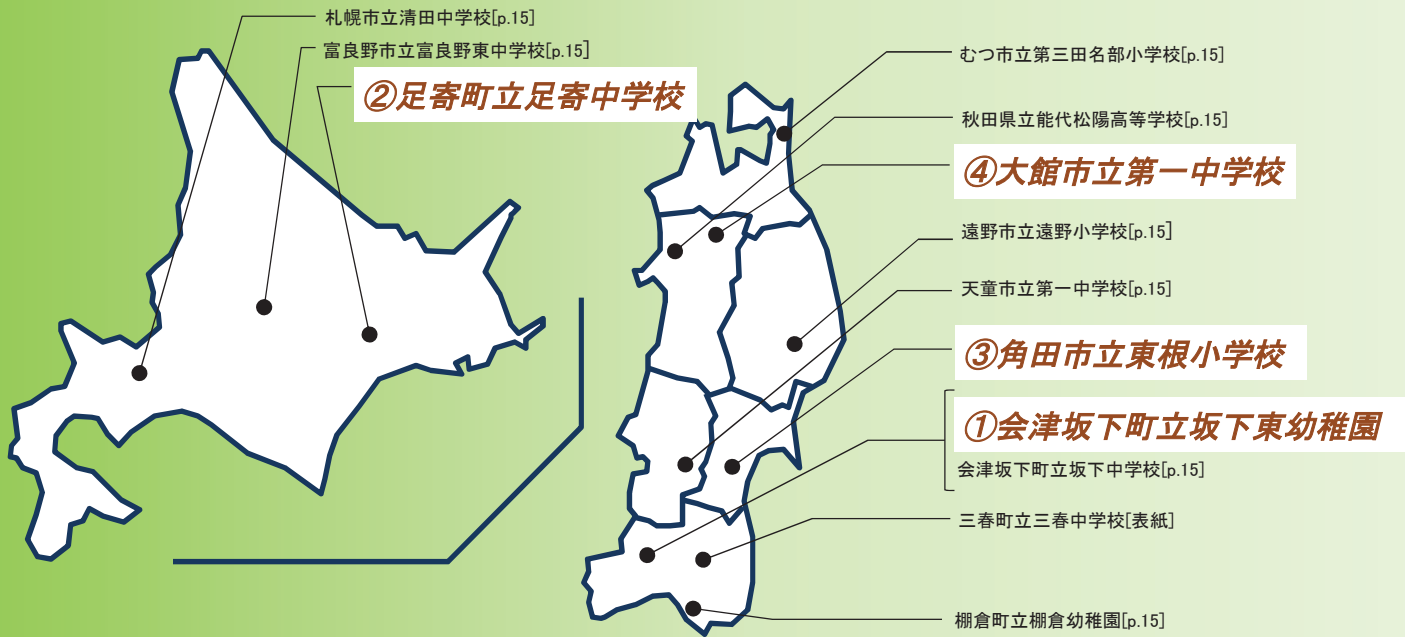 札幌市立清田中学校[p.15]
富良野市立富良野東中学校[p.15]
②足寄町立足寄中学校
むつ市立第三田名部小学校[p.15]
秋田県立能代松陽高等学校[p.15]
④大館市立第一中学校
遠野市立遠野小学校[p.15]
天童市立第一中学校[p.15]
③角田市立東根小学校
①会津坂下町立坂下東幼稚園
会津坂下町立坂下中学校[p.15]
三春町立三春中学校[表紙]
棚倉町立棚倉幼稚園[p.15]